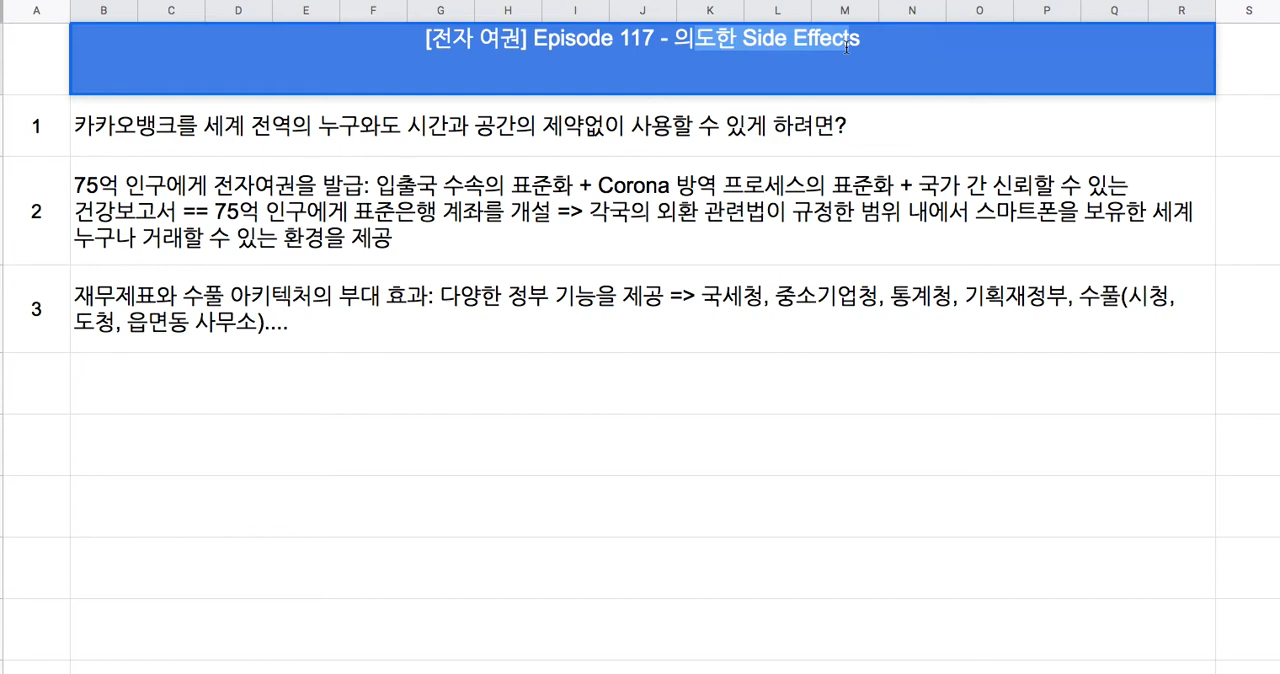 A B C D E F G H I J K L M N O P Q R S
[전자 여권] Episode 117 - 의도한 Side Effects
1 카카오뱅크를 세계 전역의 누구와도 시간과 공간의 제약없이 사용할 수 있게 하려면?
75억 인구에게 전자여권을 발급: 입출국 수속의 표준화 + Corona 방역 프로세스의 표준화 + 국가 간 신뢰할 수 있는
2 건강보고서 == 75억 인구에게 표준은행 계좌를 개설 => 각국의 외환 관련법이 규정한 범위 내에서 스마트폰을 보유한 세계
누구나 거래할 수 있는 환경을 제공
재무제표와 수풀 아키텍처의 부대 효과: 다양한 정부 기능을 제공 => 국세청, 중소기업청, 통계청, 기획재정부, 수풀(시청,
3 도청, 읍면동 사무소)....